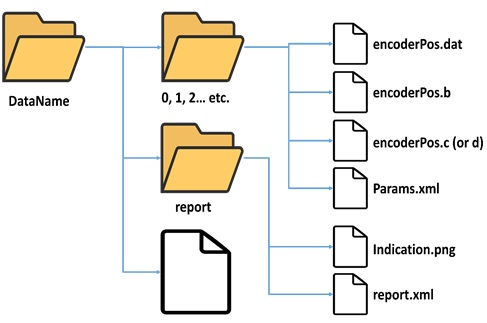 DataName
0, 1, 2... etc.
report
encoderPos.dat
encoderPos.b
encoderPos.c (or d)
Params.xml
Indication.png
report.xml